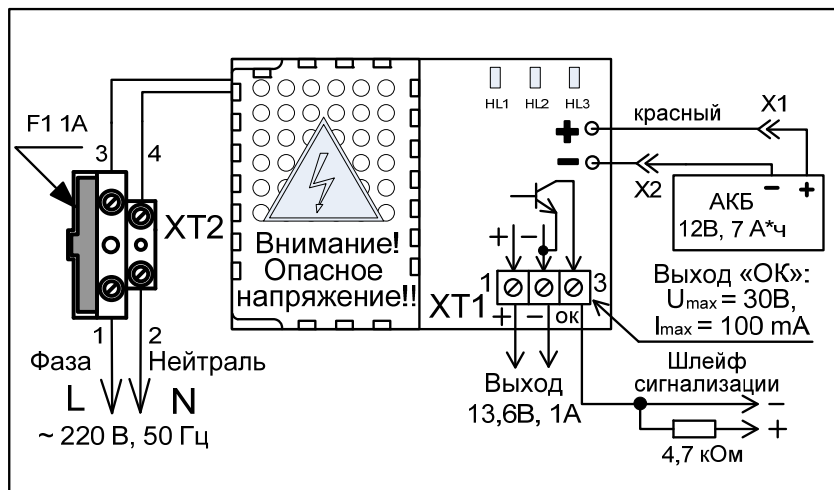 F1 1A
3
4
XT2
1
2
Фаза
Нейтраль
L
N
~ 220 В, 50 Гц
Внимание!
Опасное
напряжение!!
HL1
HL2
HL3
+
−
красный
X1
X2
− +
АКБ
12В, 7 А*ч
+ −
1
3
XT1
+ − ОК
Выход
13,6В, 1А
Выход «ОК»:
Umax = 30В,
Imax = 100 mA
Шлейф
сигнализации
−
+
4,7 кОм